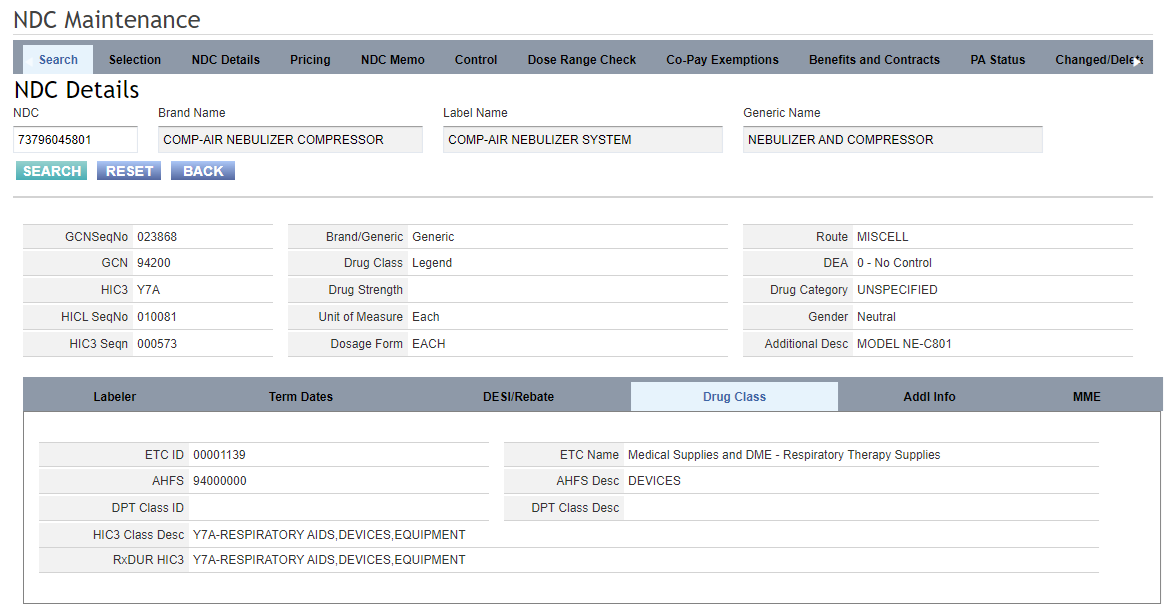 NDC Maintenance
Search Selection NDC Details Pricing NDC Memo Control Dose Range Check Co-Pay Exemptions Benefits and Contracts PA Status Changed/Delete
NDC Details
NDC Brand Name Label Name Generic Name
73796045801 COMP-AIR NEBULIZER COMPRESSOR COMP-AIR NEBULIZER SYSTEM NEBULIZER AND COMPRESSOR
SEARCH RESET BACK
GCNSeqNo 023868 Brand/Generic Generic Route MISCELL
GCN 94200 Drug Class Legend DEA 0 - No Control
HIC3 Y7A Drug Strength Drug Category UNSPECIFIED
HICL SeqNo 010081 Unit of Measure Each Gender Neutral
HIC3 Seqn 000573 Dosage Form EACH Additional Desc MODEL NE-C801
Labeler Term Dates DESI/Rebate Drug Class Addl Info MME
ETC ID 00001139 ETC Name Medical Supplies and DME - Respiratory Therapy Supplies
AHFS 94000000 AHFS Desc DEVICES
DPT Class ID DPT Class Desc
HIC3 Class Desc Y7A-RESPIRATORY AIDS,DEVICES,EQUIPMENT
RxDUR HIC3 Y7A-RESPIRATORY AIDS,DEVICES,EQUIPMENT